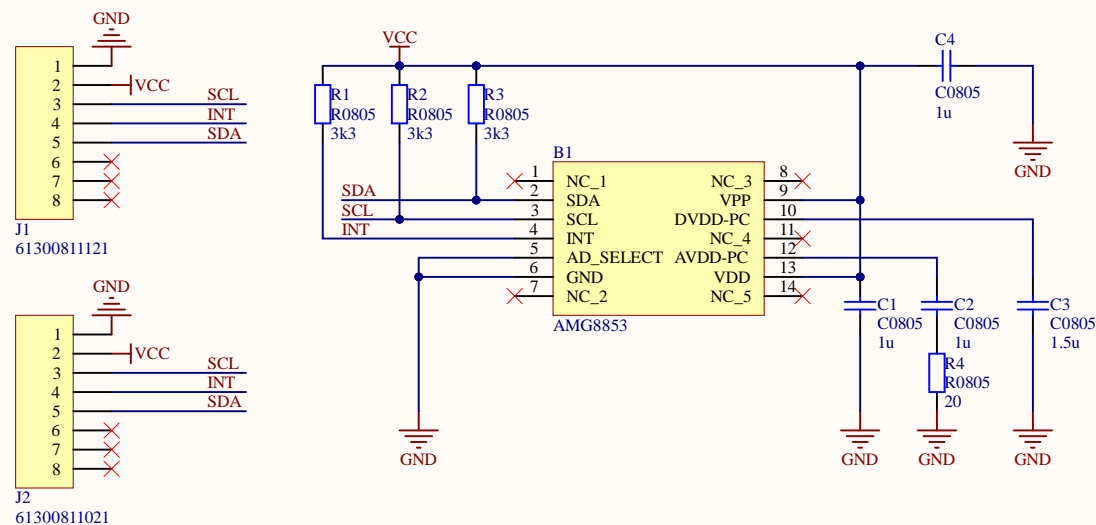 GND
1
2 VCC
3 SCL
4 INT
5 SDA
6
7
8
J1
61300811121
GND
1
2 VCC
3 SCL
4 INT
5 SDA
6
7
8
J2
61300811021
VCC
R1
R0805
3k3
R2
R0805
3k3
R3
R0805
3k3
C4
C0805
1u
GND
B1
SDA
SCL
INT
1 NC_1
2 SDA
3 SCL
4 INT
5 AD_SELECT
6 GND
7 NC_2
NC_3 8
VPP 9
DVDD-PC 10
NC_4 11
AVDD-PC 12
VDD 13
NC_5 14
AMG8853
C1
C0805
1u
C2
C0805
1u
C3
C0805
1.5u
R4
R0805
20
GND
GND
GND
GND